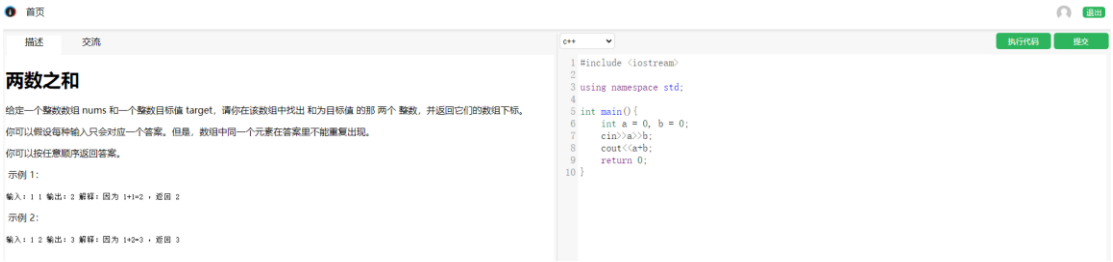 首页
退出
描述 交流
两数之和
给定一个整数数组 nums 和一个整数目标值 target，请你在该数组中找出 和为目标值 的那 两个 整数，并返回它们的数组下标。
你可以假设每种输入只会对应一个答案。但是，数组中同一个元素在答案里不能重复出现。
你可以按任意顺序返回答案。
示例 1：
输入：1 1 输出：2 解释：因为 1+1=2 ，返回 2
示例 2：
输入：1 2 输出：3 解释：因为 1+2=3 ，返回 3
c++
执行代码 提交
1 #include <iostream>
2
3 using namespace std;
4
5 int main(){
6     int a = 0, b = 0;
7     cin>>a>>b;
8     cout<<a+b;
9     return 0;
10 }